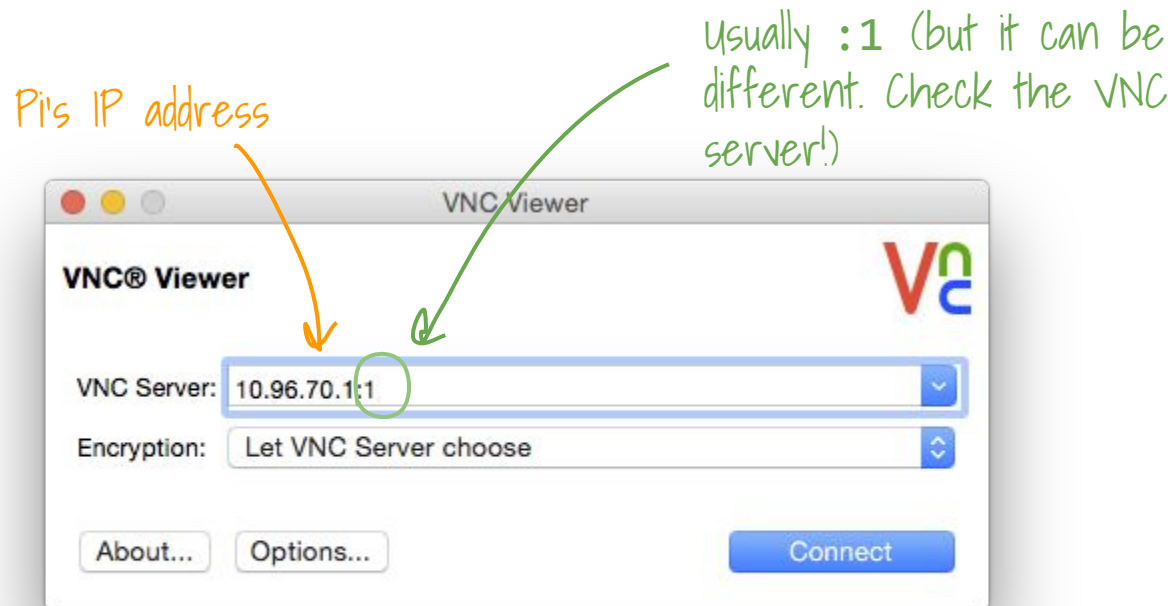 Usually :1 (but it can be
different. Check the VNC
server!)
Pi's IP address
VNC Viewer
VNC® Viewer
Vnc
VNC Server: 10.96.70.1:1
Encryption: Let VNC Server choose
About... Options... Connect